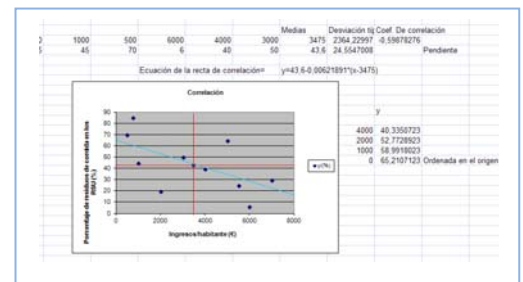 Medias Desviación típ Coef. De correlación
0 1000 500 6000 4000 3000 3475 2364,22997 -0,59878276
5 45 70 6 40 50 43,6 24,5547008 Pendiente
Ecuación de la recta de correlación= y=43.6-0,00621891*(x-3475)
Correlación
Porcentaje de residuos de comida en los
RSU (%)
90
80
70
60
50
40
30
20
10
0
0 2000 4000 6000 8000
Ingresos/habitante (€)
y(%)
y
4000 40,3350723
2000 52,7728923
1000 58,9918023
0 65,2107123 Ordenada en el origen